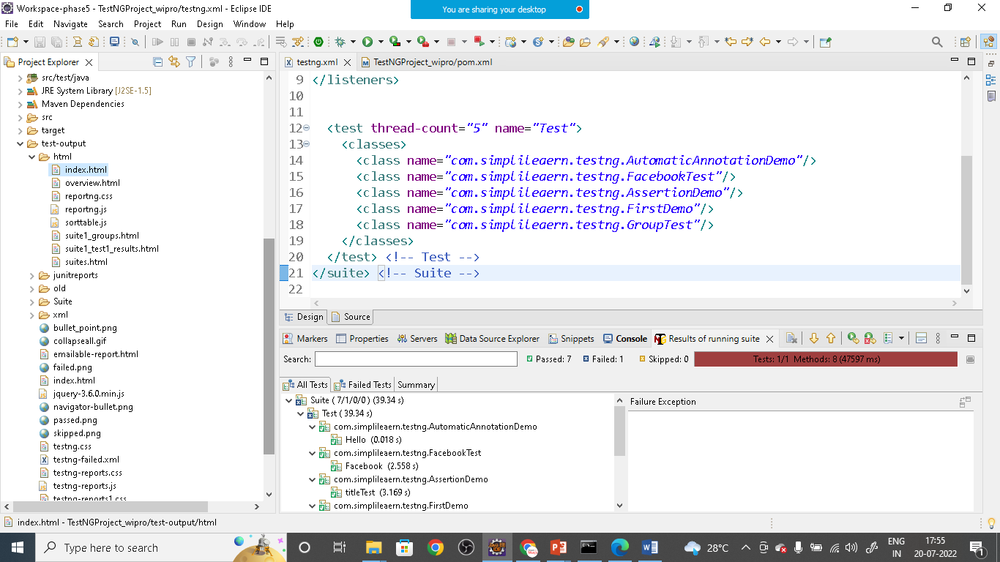 Workspace-phase5 - TestNGProject_wipro/testng.xml - Eclipse IDE
You are sharing your desktop
File Edit Navigate Search Project Run Design Window Help
Project Explorer
src/test/java
JRE System Library [J2SE-1.5]
Maven Dependencies
src
target
test-output
html
index.html
overview.html
reportng.css
reportng.js
sorttable.js
suite1_groups.html
suite1_test1_results.html
suites.html
junitreports
old
Suite
xml
bullet_point.png
collapseall.gif
emailable-report.html
failed.png
index.html
jquery-3.6.0.min.js
navigator-bullet.png
passed.png
skipped.png
testng.css
testng-failed.xml
testng-reports.css
testng-reports.js
testng-reports1.css
testng.xml TestNGProject_wipro/pom.xml
9 </listeners>
10
11
12 <test thread-count="5" name="Test">
13 <classes>
14 <class name="com.simplileaern.testng.AutomaticAnnotationDemo"/>
15 <class name="com.simplileaern.testng.FacebookTest"/>
16 <class name="com.simplileaern.testng.AssertionDemo"/>
17 <class name="com.simplileaern.testng.FirstDemo"/>
18 <class name="com.simplileaern.testng.GroupTest"/>
19 </classes>
20 </test> <!-- Test -->
21 </suite> <!-- Suite -->
22
Design Source
Markers Properties Servers Data Source Explorer Snippets Console Results of running suite
Search: Passed: 7 Failed: 1 Skipped: 0 Tests: 1/1 Methods: 8 (47597 ms)
All Tests Failed Tests Summary
Suite ( 7/1/0/0 ) (39.34 s)
Test ( 39.34 s)
com.simplileaern.testng.AutomaticAnnotationDemo
Hello (0.018 s)
com.simplileaern.testng.FacebookTest
Facebook (2.558 s)
com.simplileaern.testng.AssertionDemo
titleTest (3.169 s)
com.simplileaern.testng.FirstDemo
Failure Exception
index.html - TestNGProject_wipro/test-output/html
Type here to search
28°C
ENG
IN
17:55
20-07-2022
1